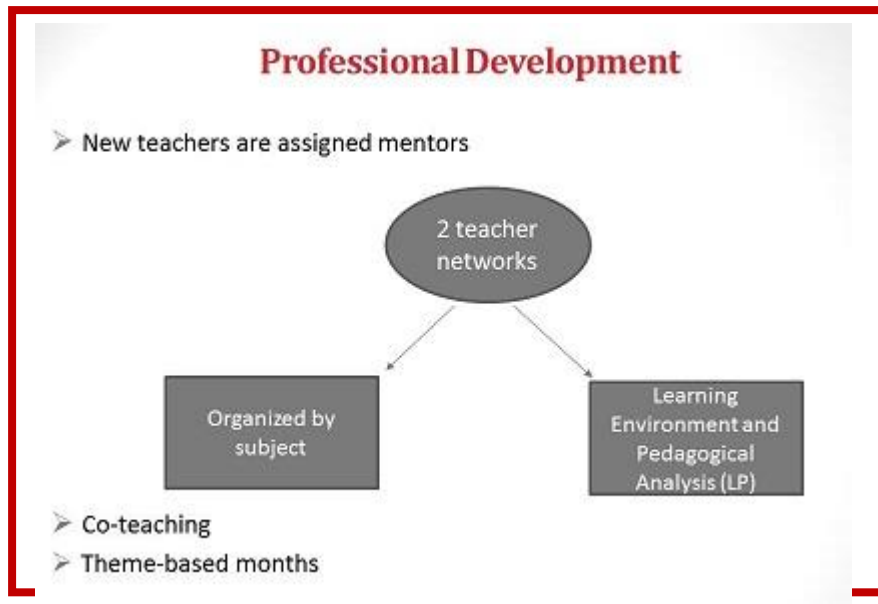 Professional Development
New teachers are assigned mentors
2 teacher
networks
Organized by
subject
Learning
Environment and
Pedagogical
Analysis (LP)
Co-teaching
Theme-based months